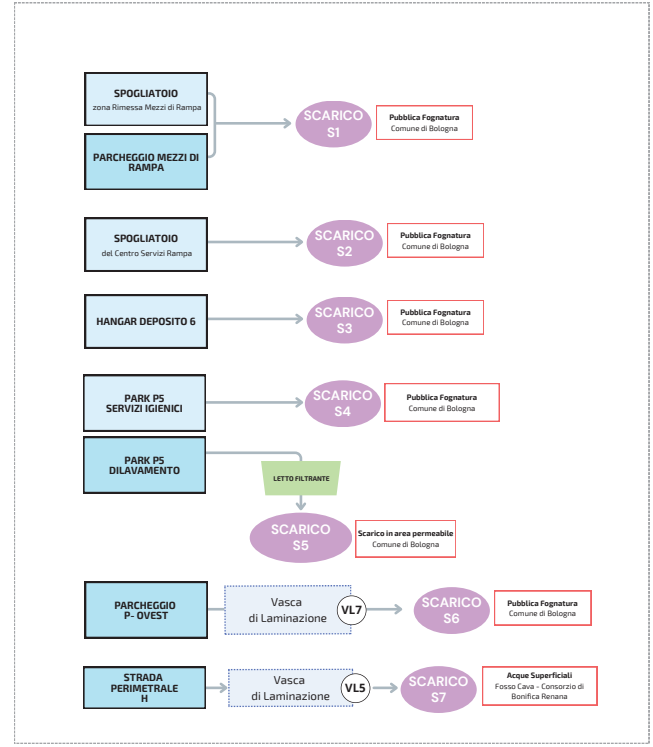 SPOGLIATOIO
zona Rimessa Mezzi di Rampa
PARCHEGGIO MEZZI DI
RAMPA
SCARICO
S1
Pubblica Fognatura
Comune di Bologna
SPOGLIATOIO
del Centro Servizi Rampa
SCARICO
S2
Pubblica Fognatura
Comune di Bologna
HANGAR DEPOSITO 6
SCARICO
S3
Pubblica Fognatura
Comune di Bologna
PARK P5
SERVIZI IGIENICI
SCARICO
S4
Pubblica Fognatura
Comune di Bologna
PARK P5
DILAVAMENTO
LETTO FILTRANTE
SCARICO
S5
Scarico in area permeabile
Comune di Bologna
PARCHEGGIO
P- OVEST
Vasca
di Laminazione
VL7
SCARICO
S6
Pubblica Fognatura
Comune di Bologna
STRADA
PERIMETRALE
H
Vasca
di Laminazione
VL5
SCARICO
S7
Acque Superficiali
Fosso Cava - Consorzio di
Bonifica Renana